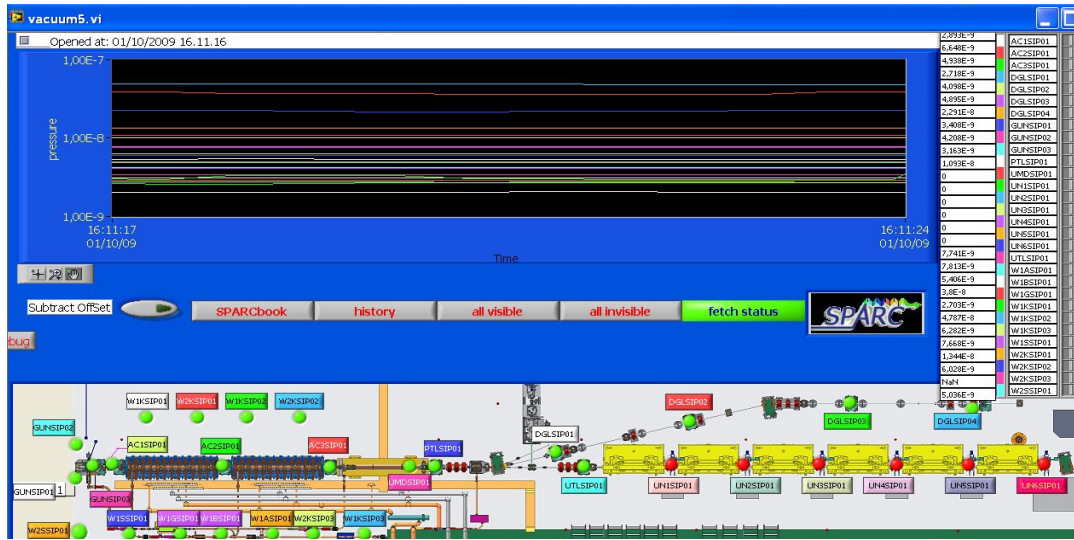 vacuum5.vi
Opened at: 01/10/2009 16.11.16
1,00E-7
1,00E-8
1,00E-9
pressure
16:11:17
01/10/09
16:11:24
01/10/09
Time
2,893E-9
6,648E-9
4,938E-9
2,718E-9
4,098E-9
4,895E-9
2,291E-8
3,408E-9
4,208E-9
3,163E-9
1,093E-8
0
0
0
0
0
0
7,741E-9
7,813E-9
5,406E-9
3,8E-8
2,703E-9
4,787E-8
6,282E-9
7,668E-9
1,344E-8
6,028E-9
NaN
5,036E-9
AC1SIP01
AC2SIP01
AC3SIP01
DGLSIP01
DGLSIP02
DGLSIP03
DGLSIP04
GUNSIP01
GUNSIP02
GUNSIP03
PTLSIP01
UMDSIP01
UN1SIP01
UN2SIP01
UN3SIP01
UN4SIP01
UN5SIP01
UN6SIP01
UTLSIP01
W1ASIP01
W1BSIP01
W1GSIP01
W1KSIP01
W1KSIP02
W1KSIP03
W1SSIP01
W2KSIP01
W2KSIP02
W2KSIP03
W2SSIP01
Subtract OffSet
SPARCbook
history
all visible
all invisible
fetch status
SPARC
bug
W1KSIP01 W2KSIP01 W1KSIP02 W2KSIP02
DGLSIP02
GUNSIP02
DGLSIP03
DGLSIP04
DGLSIP01
AC1SIP01 AC2SIP01 AC3SIP01
PTLSIP01
UMDSIP01
UTLSIP01 UN1SIP01 UN2SIP01 UN3SIP01 UN4SIP01 UN5SIP01 UN6SIP01
GUNSIP01 1
GUNSIP03
W1SSIP01 W1GSIP01 W1BSIP01 W1ASIP01 W2KSIP03 W1KSIP03
W2SSIP01